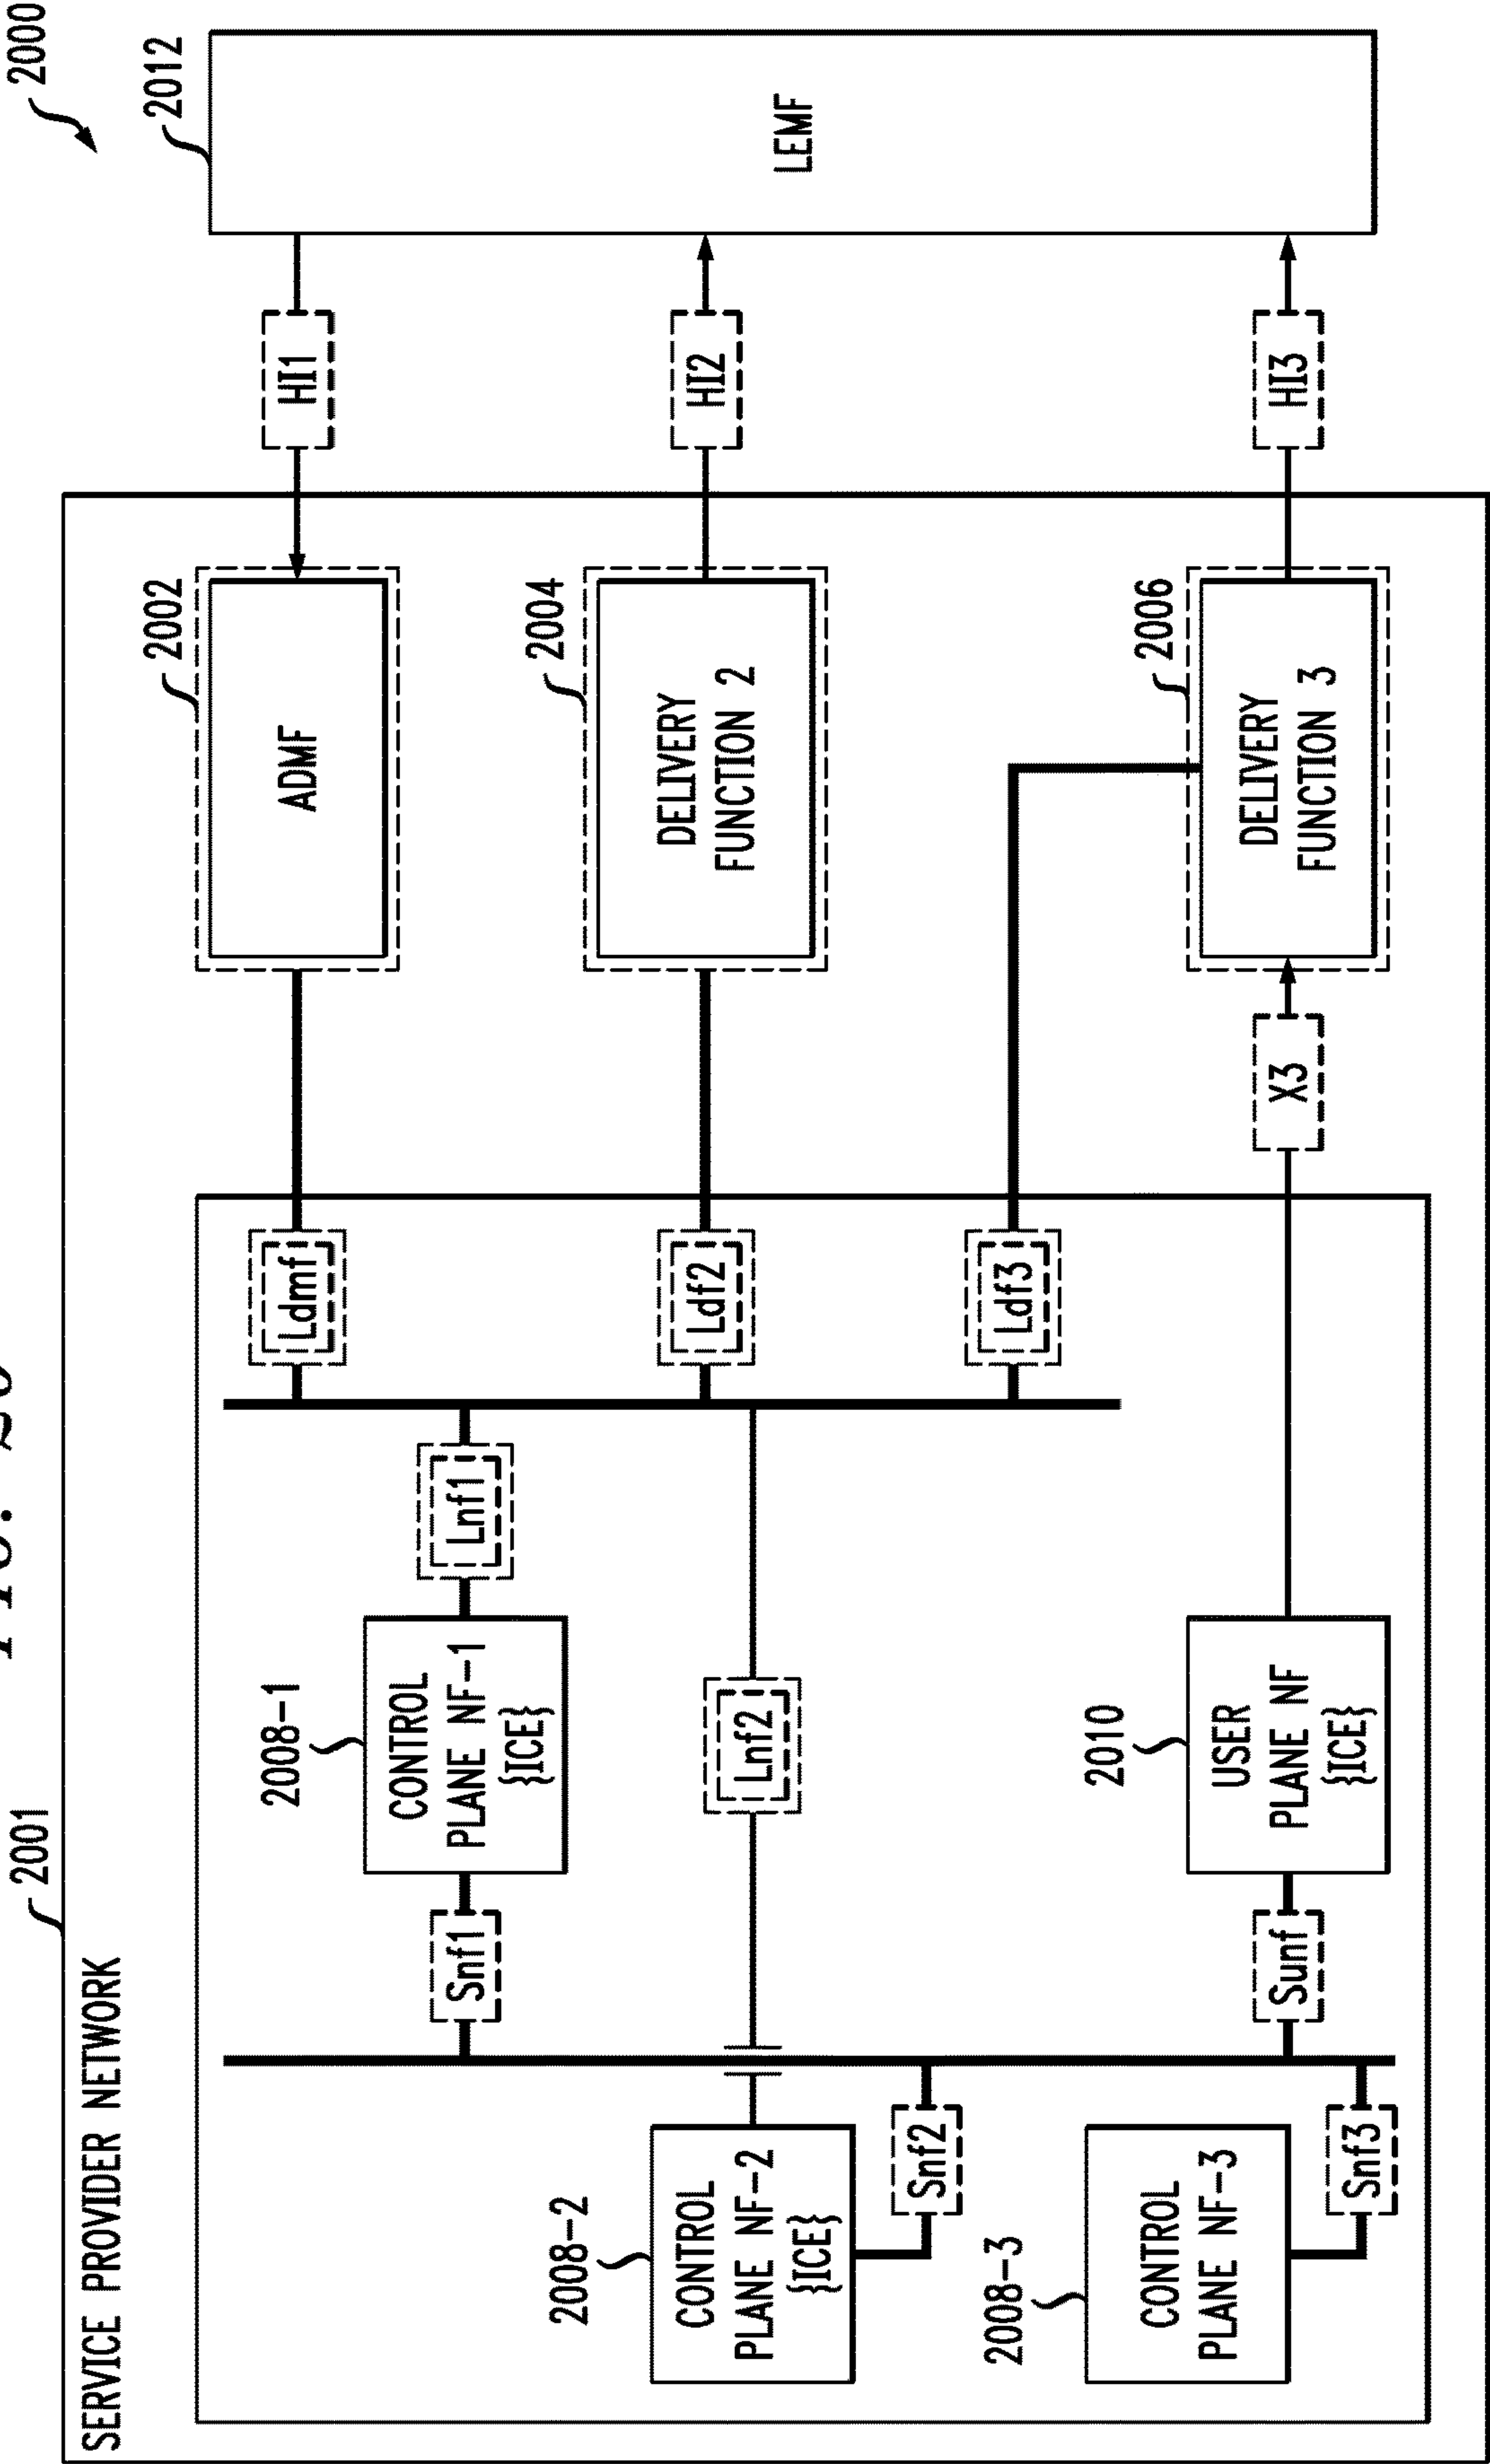 FIG. 20
2000
2001
SERVICE PROVIDER NETWORK
2002
ADMF
2012
LEMF
HI1
Ldmf
2008-1
CONTROL
PLANE NF-1
}ICE}
Snf1
Lnf1
2008-2
CONTROL
PLANE NF-2
{ICE}
Snf2
Lnf2
Ldf2
2004
DELIVERY
FUNCTION 2
HI2
Ldf3
2008-3
CONTROL
PLANE NF-3
Snf3
Sunf
2010
USER
PLANE NF
}ICE}
X3
2006
DELIVERY
FUNCTION 3
HI3